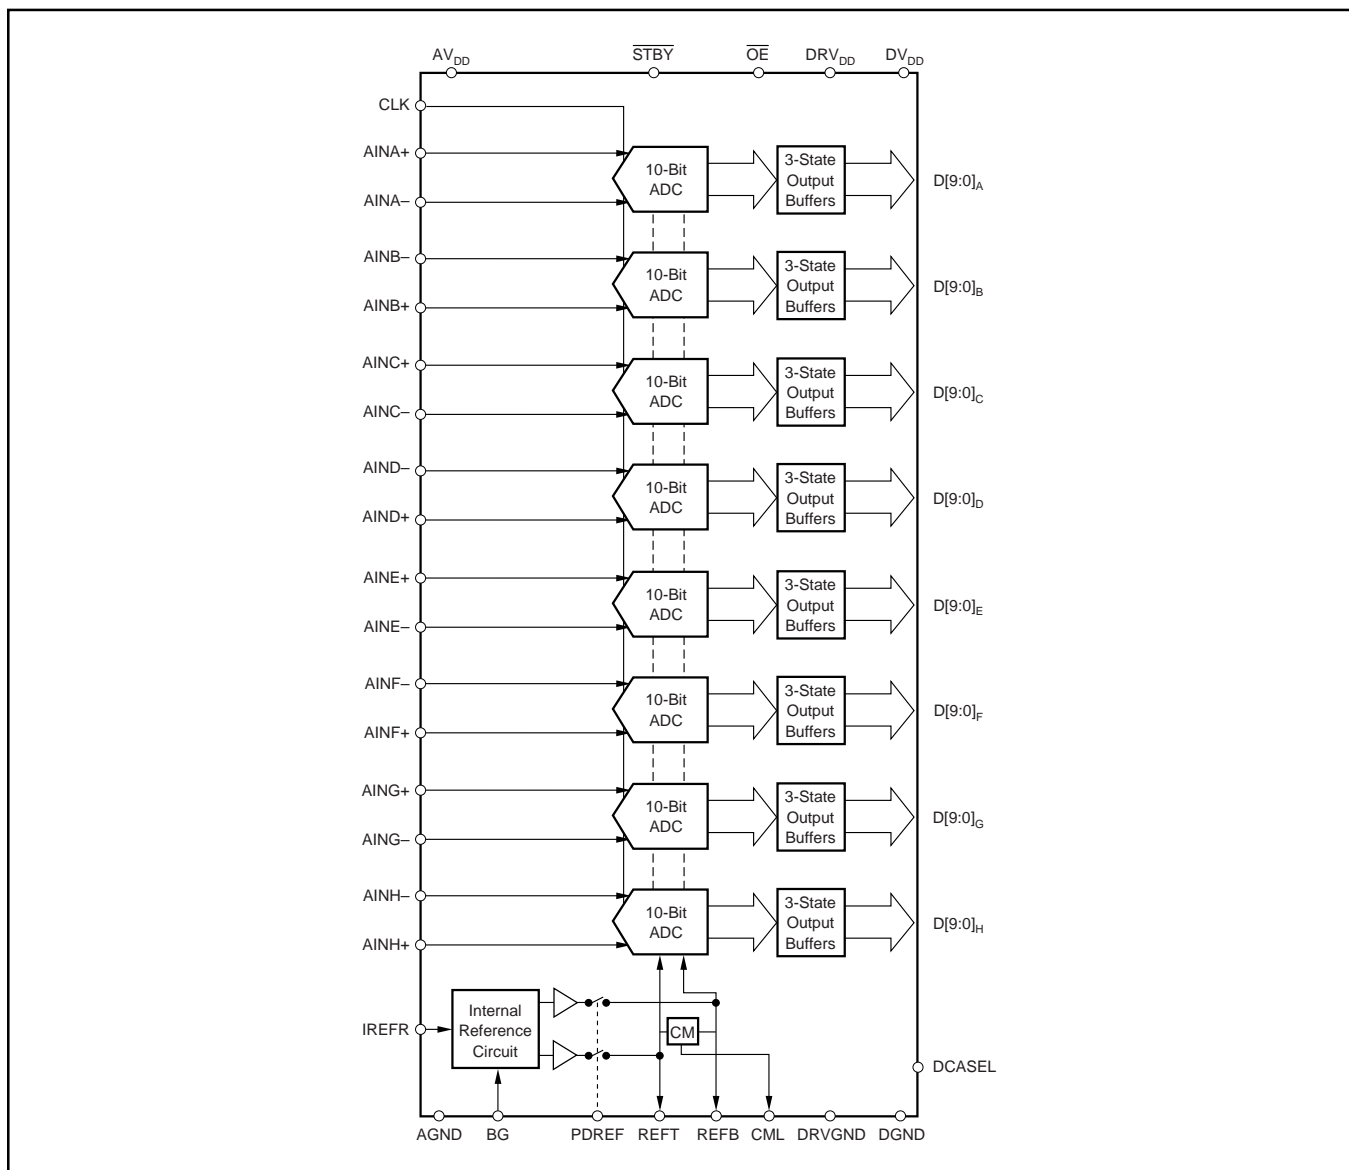 AVDD
S̅T̅B̅Y̅
O̅E̅
DRVDD
DVDD
CLK
AINA+
10-Bit
ADC
3-State
Output
Buffers
D[9:0]A
AINA–
AINB–
10-Bit
ADC
3-State
Output
Buffers
D[9:0]B
AINB+
AINC+
10-Bit
ADC
3-State
Output
Buffers
D[9:0]C
AINC–
AIND–
10-Bit
ADC
3-State
Output
Buffers
D[9:0]D
AIND+
AINE+
10-Bit
ADC
3-State
Output
Buffers
D[9:0]E
AINE–
AINF–
10-Bit
ADC
3-State
Output
Buffers
D[9:0]F
AINF+
AING+
10-Bit
ADC
3-State
Output
Buffers
D[9:0]G
AING–
AINH–
10-Bit
ADC
3-State
Output
Buffers
D[9:0]H
AINH+
IREFR
Internal
Reference
Circuit
CM
DCASEL
AGND
BG
PDREF
REFT
REFB
CML
DRVGND
DGND